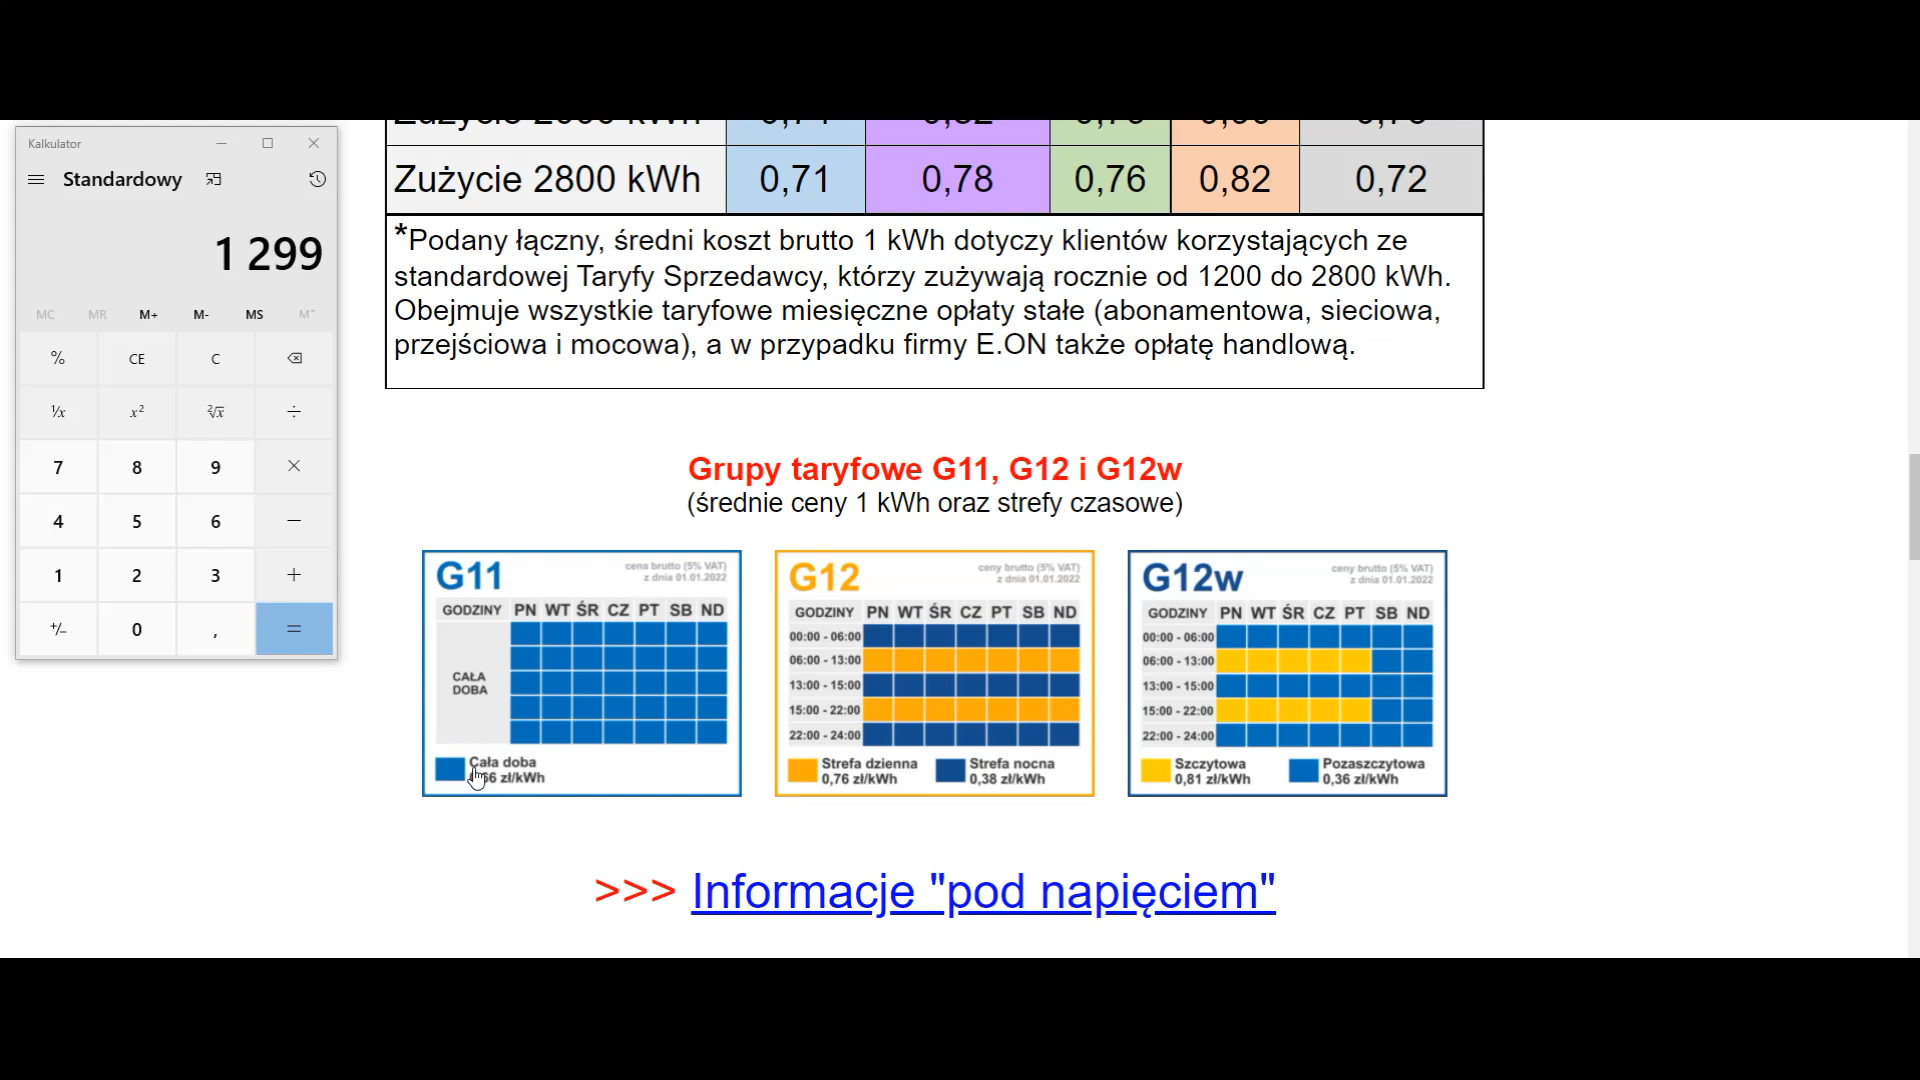 Kalkulator
Standardowy
1 299
MC MR M+ M- MS M˅
% CE C
¹/x x² ²√x ÷
7 8 9 ×
4 5 6 −
1 2 3 +
+/− 0 , =
Zużycie 2800 kWh 0,71 0,78 0,76 0,82 0,72
*Podany łączny, średni koszt brutto 1 kWh dotyczy klientów korzystających ze
standardowej Taryfy Sprzedawcy, którzy zużywają rocznie od 1200 do 2800 kWh.
Obejmuje wszystkie taryfowe miesięczne opłaty stałe (abonamentowa, sieciowa,
przejściowa i mocowa), a w przypadku firmy E.ON także opłatę handlową.
Grupy taryfowe G11, G12 i G12w
(średnie ceny 1 kWh oraz strefy czasowe)
G11
cena brutto (5% VAT)
z dnia 01.01.2022
GODZINY PN WT ŚR CZ PT SB ND
CAŁA
DOBA
Cała doba
zł/kWh
G12
ceny brutto (5% VAT)
z dnia 01.01.2022
GODZINY PN WT ŚR CZ PT SB ND
00:00 - 06:00
06:00 - 13:00
13:00 - 15:00
15:00 - 22:00
22:00 - 24:00
Strefa dzienna
0,76 zł/kWh
Strefa nocna
0,38 zł/kWh
G12w
ceny brutto (5% VAT)
z dnia 01.01.2022
GODZINY PN WT ŚR CZ PT SB ND
00:00 - 06:00
06:00 - 13:00
13:00 - 15:00
15:00 - 22:00
22:00 - 24:00
Szczytowa
0,81 zł/kWh
Pozaszczytowa
0,36 zł/kWh
>>> Informacje "pod napięciem"